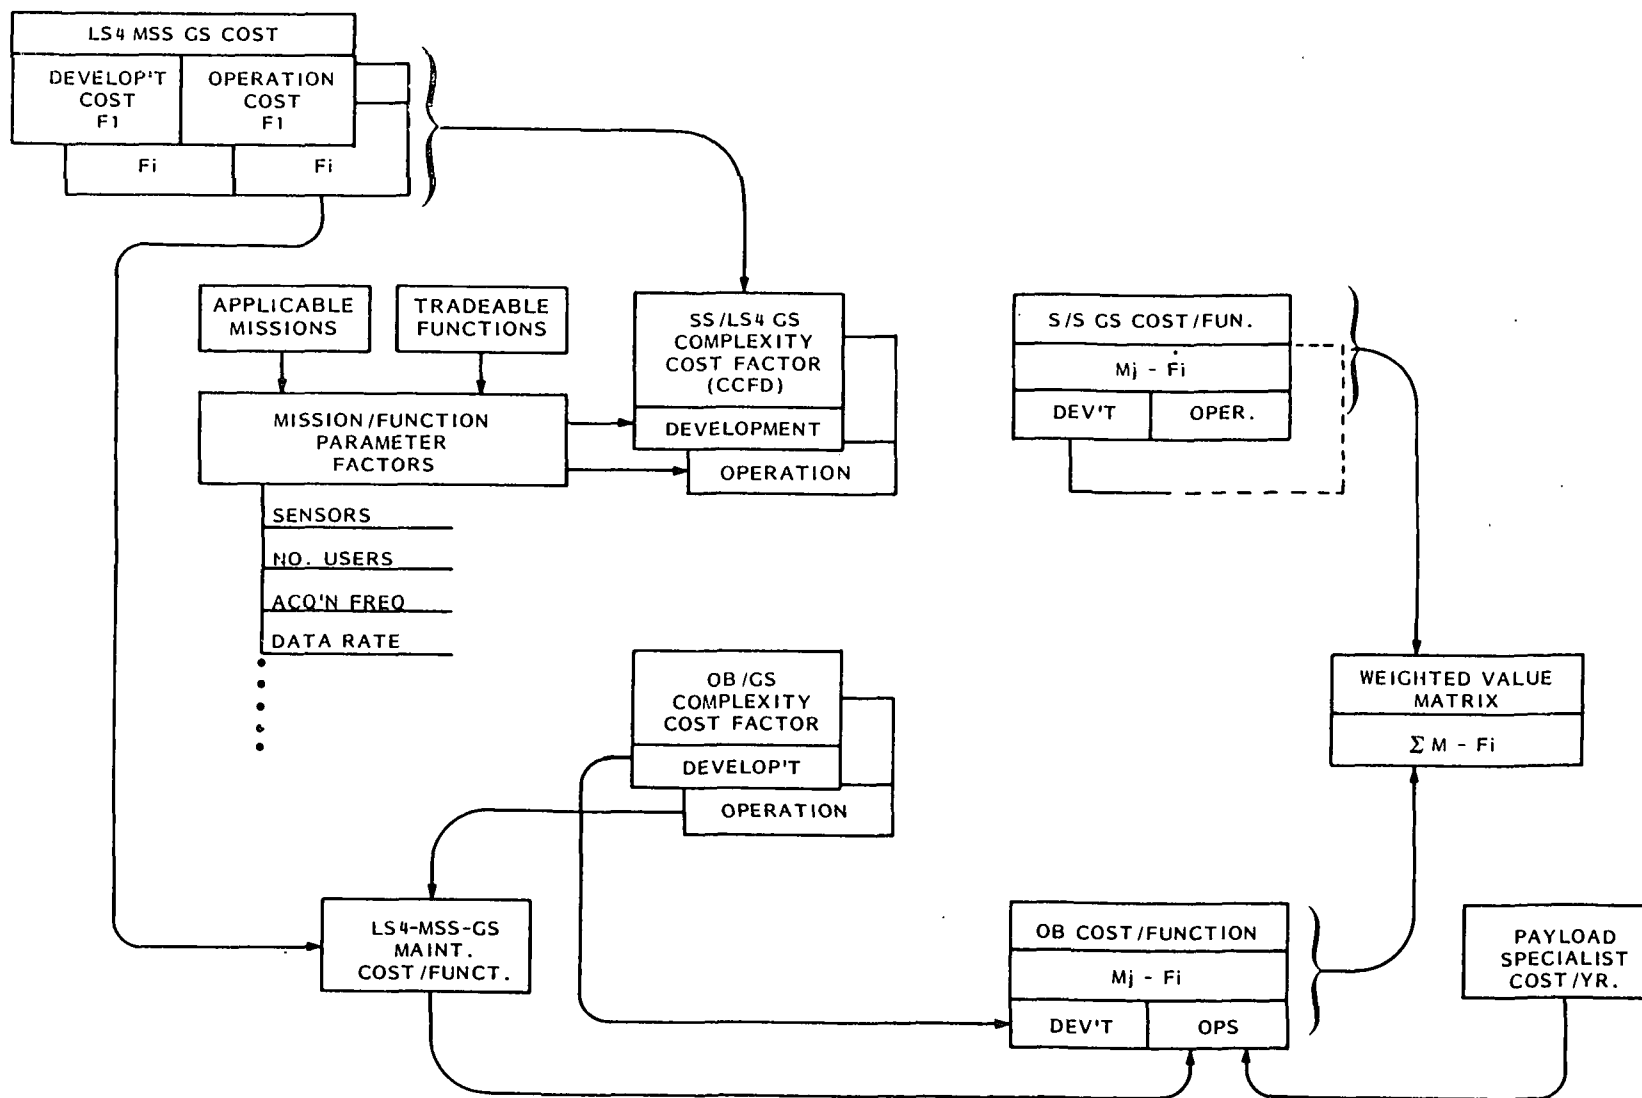 LS4 MSS GS COST
DEVELOP'T
COST
F1
OPERATION
COST
F1
Fi
Fi
APPLICABLE
MISSIONS
TRADEABLE
FUNCTIONS
MISSION/FUNCTION
PARAMETER
FACTORS
SENSORS
NO. USERS
ACQ'N FREQ
DATA RATE
SS/LS4 GS
COMPLEXITY
COST FACTOR
(CCFD)
DEVELOPMENT
OPERATION
S/S GS COST/FUN.
Mj - Fi
DEV'T
OPER.
OB/GS
COMPLEXITY
COST FACTOR
DEVELOP'T
OPERATION
WEIGHTED VALUE
MATRIX
Σ M - Fi
LS4-MSS-GS
MAINT.
COST/FUNCT.
OB COST/FUNCTION
Mj - Fi
DEV'T
OPS
PAYLOAD
SPECIALIST
COST/YR.